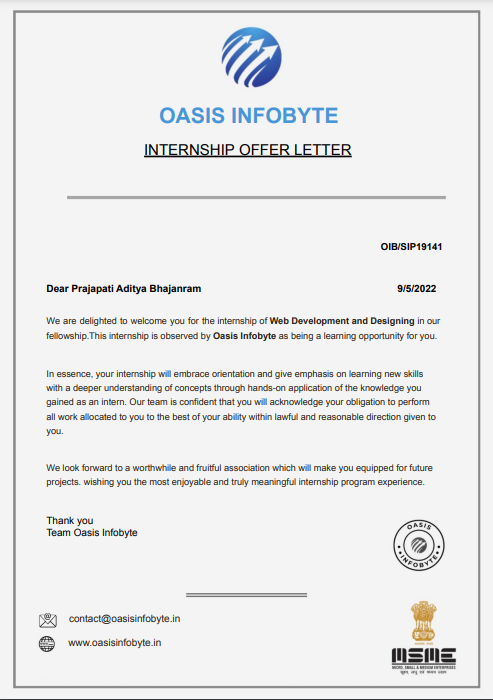 OASIS INFOBYTE
INTERNSHIP OFFER LETTER
OIB/SIP19141
Dear Prajapati Aditya Bhajanram
9/5/2022
We are delighted to welcome you for the internship of Web Development and Designing in our
fellowship.This internship is observed by Oasis Infobyte as being a learning opportunity for you.
In essence, your internship will embrace orientation and give emphasis on learning new skills
with a deeper understanding of concepts through hands-on application of the knowledge you
gained as an intern. Our team is confident that you will acknowledge your obligation to perform
all work allocated to you to the best of your ability within lawful and reasonable direction given to
you.
We look forward to a worthwhile and fruitful association which will make you equipped for future
projects. wishing you the most enjoyable and truly meaningful internship program experience.
Thank you
Team Oasis Infobyte
OASIS
INFOBYTE
contact@oasisinfobyte.in
www.oasisinfobyte.in
MSME
MICRO, SMALL & MEDIUM ENTERPRISES
सूक्ष्म, लघु एवं मध्यम उद्यम